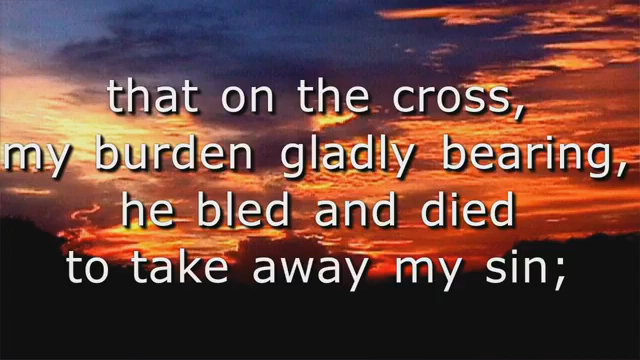 that on the cross,
my burden gladly bearing,
he bled and died
to take away my sin;